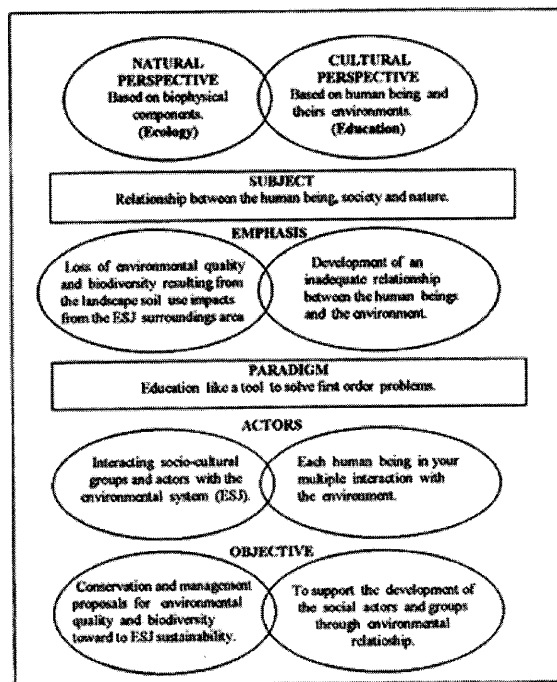 NATURAL
PERSPECTIVE
Based on biophysical
components.
(Ecology)
CULTURAL
PERSPECTIVE
Based on human being and
theirs environments.
(Education)
SUBJECT
Relationship between the human being, society and nature.
EMPHASIS
Loss of environmental quality
and biodiversity resulting from
the landscape soil use impacts
from the ESJ surroundings area
Development of an
inadequate relationship
between the human beings
and the environment.
PARADIGM
Education like a tool to solve first order problems.
ACTORS
Interacting socio-cultural
groups and actors with the
environmental system (ESJ).
Each human being in your
multiple interaction with
the environment.
OBJECTIVE
Conservation and management
proposals for environmental
quality and biodiversity
toward to ESJ sustainability.
To support the development of
the social actors and groups
through environmental
relatioship.